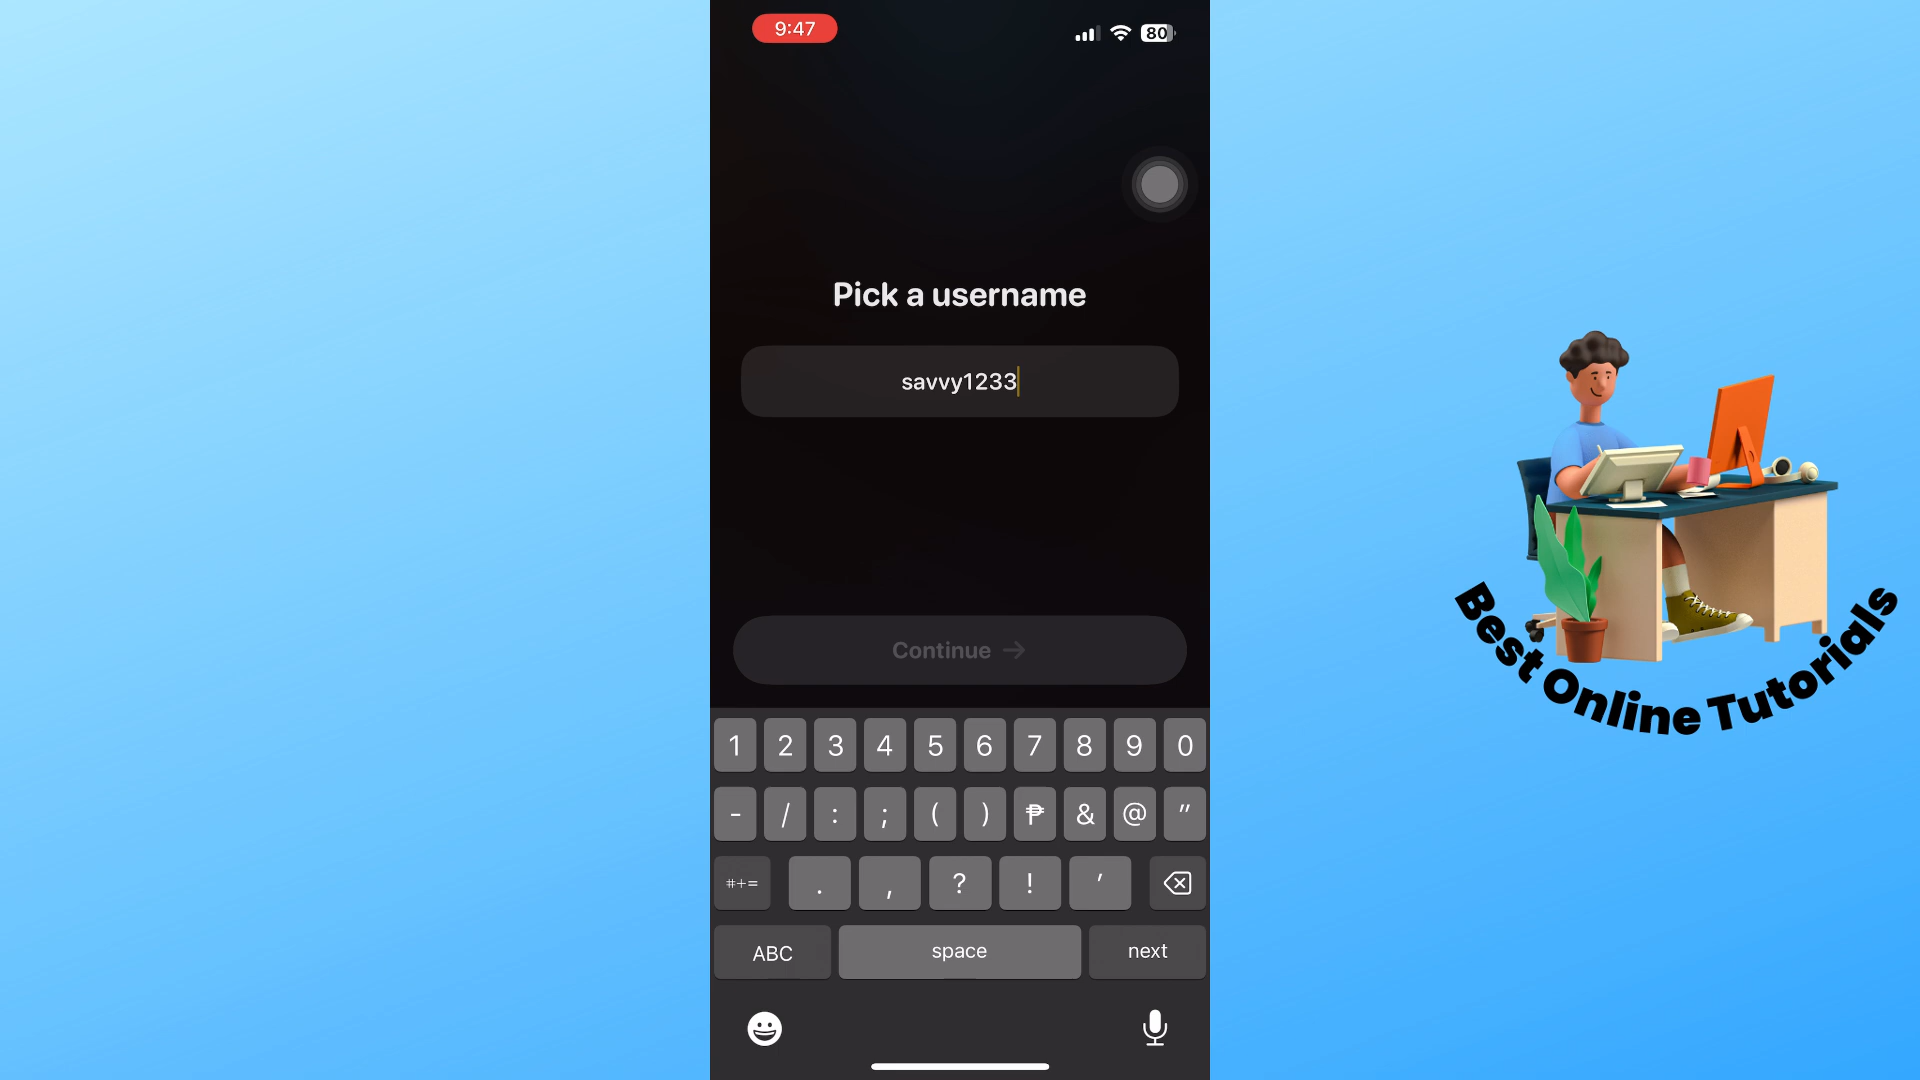 9:47
80
Pick a username
savvy1233
Continue →
1 2 3 4 5 6 7 8 9 0
- / : ; ( ) ₱ & @ "
#+= . , ? ! '
ABC space next
Best Online Tutorials